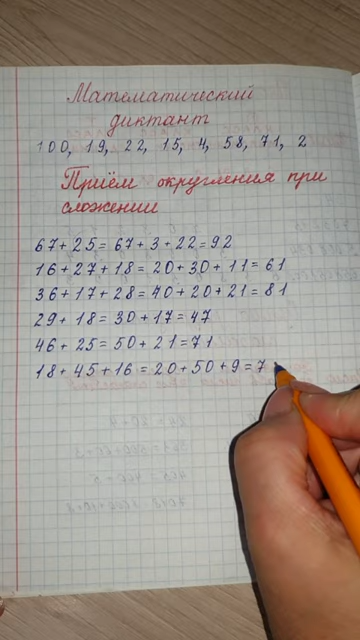 Математический
диктант
100, 19, 22, 15, 4, 58, 71, 2
Приём округления при
сложении
67+25=67+3+22=92
16+27+18=20+30+11=61
36+17+28=40+20+21=81
29+18=30+17=47
46+25=50+21=71
18+45+16=20+50+9=7